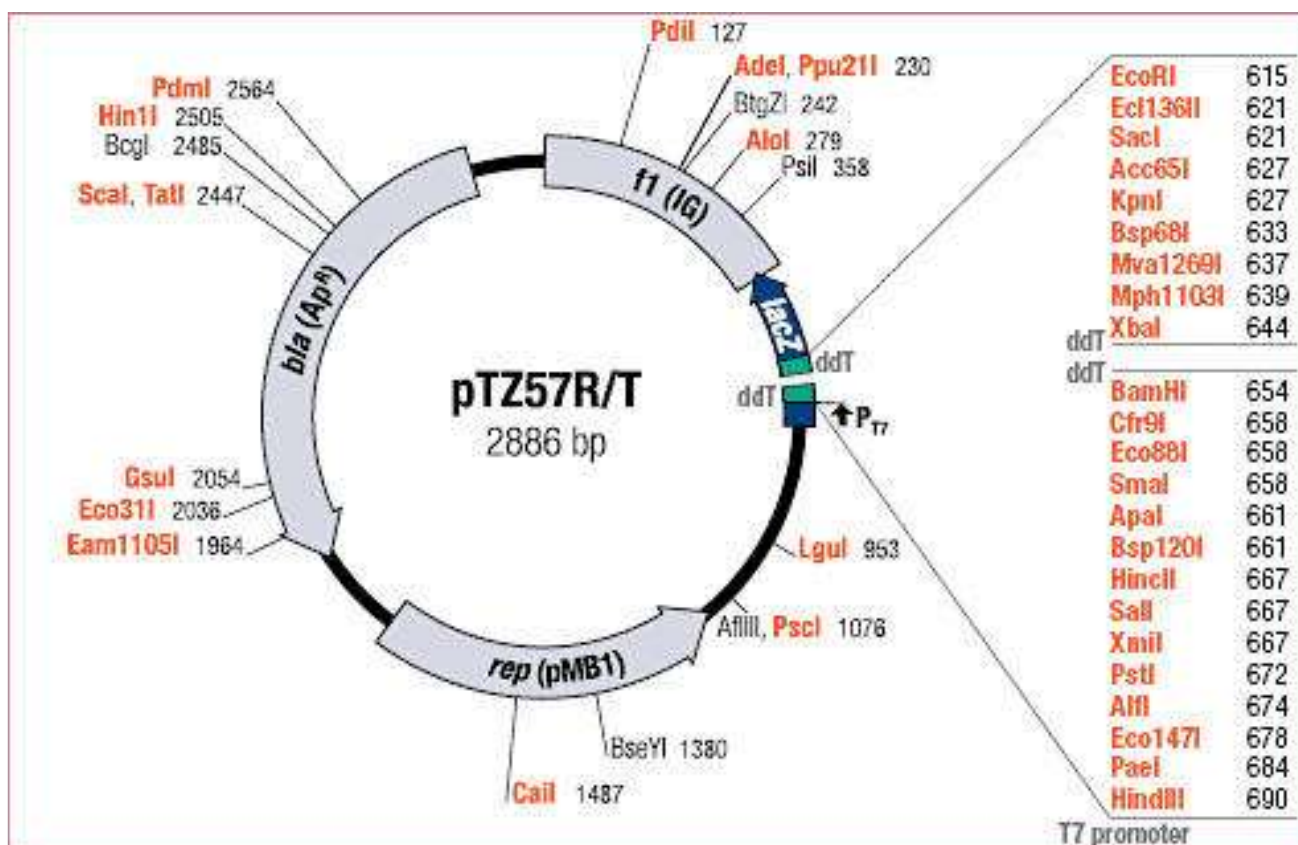 PdmI 2564
Hin1I 2505
BcgI 2485
ScaI, TatI 2447
GsuI 2054
Eco31I 2036
Eam1105I 1964
PdiI 127
AdeI, Ppu21I 230
BtgZI 242
AloI 279
PsiI 358
f1 (IG)
lacZ
bla (ApR)
rep (pMB1)
pTZ57R/T
2886 bp
ddT
ddT
PT7
LguI 953
AflIII, PscI 1076
BseYI 1380
CaiI 1487
EcoRI 615
Ecl136II 621
SacI 621
Acc65I 627
KpnI 627
Bsp68I 633
Mva1269I 637
Mph1103I 639
XbaI 644
ddT
ddT
BamHI 654
Cfr9I 658
Eco88I 658
SmaI 658
ApaI 661
Bsp120I 661
HincII 667
SalI 667
XmiI 667
PstI 672
AlfI 674
Eco147I 678
PaeI 684
HindIII 690
T7 promoter